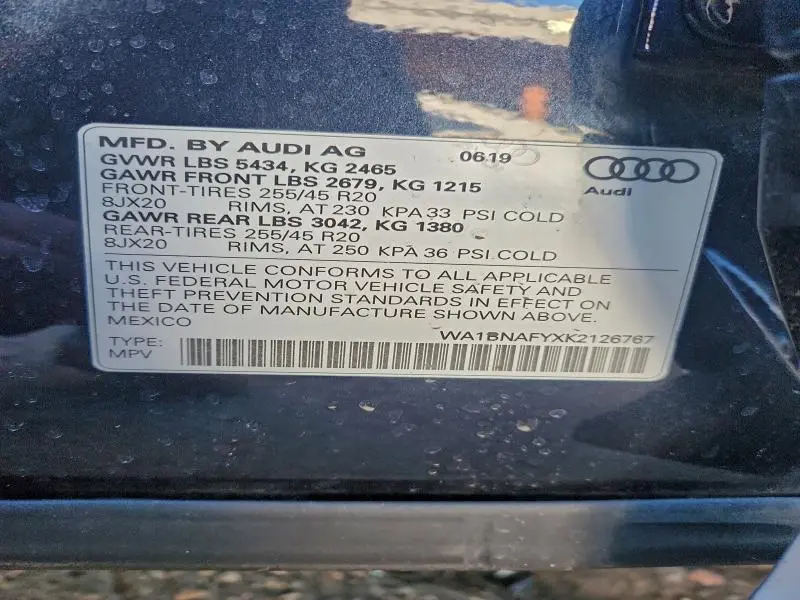 MFD. BY AUDI AG 0619
GVWR LBS 5434, KG 2465
GAWR FRONT LBS 2679, KG 1215
FRONT-TIRES 255/45 R20
8JX20 RIMS, AT 230 KPA 33 PSI COLD
GAWR REAR LBS 3042, KG 1380
REAR-TIRES 255/45 R20
8JX20 RIMS, AT 250 KPA 36 PSI COLD
Audi
THIS VEHICLE CONFORMS TO ALL APPLICABLE
U.S. FEDERAL MOTOR VEHICLE SAFETY AND
THEFT PREVENTION STANDARDS IN EFFECT ON
THE DATE OF MANUFACTURE SHOWN ABOVE.
MEXICO
WA1BNAFYXK2126767
TYPE:
MPV